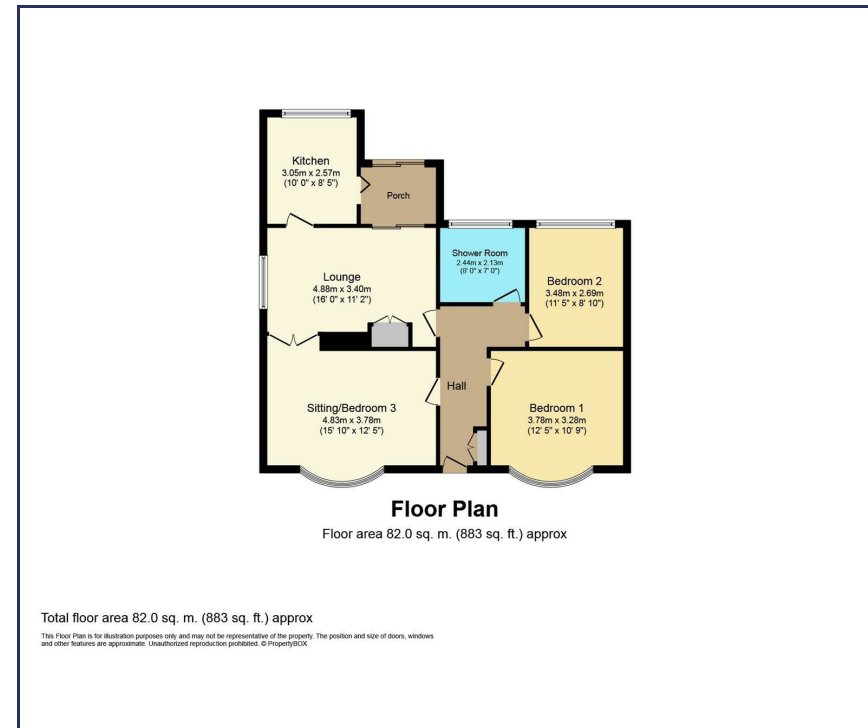 Kitchen
3.05m x 2.57m
(10' 0" x 8' 5")
Porch
Shower Room
2.44m x 2.13m
(8' 0" x 7' 0")
Lounge
4.88m x 3.40m
(16' 0" x 11' 2")
Bedroom 2
3.48m x 2.69m
(11' 5" x 8' 10")
Hall
Sitting/Bedroom 3
4.83m x 3.78m
(15' 10" x 12' 5")
Bedroom 1
3.78m x 3.28m
(12' 5" x 10' 9")
Floor Plan
Floor area 82.0 sq. m. (883 sq. ft.) approx
Total floor area 82.0 sq. m. (883 sq. ft.) approx
This Floor Plan is for illustration purposes only and may not be representative of the property. The position and size of doors, windows
and other features are approximate. Unauthorized reproduction prohibited. © PropertyBOX